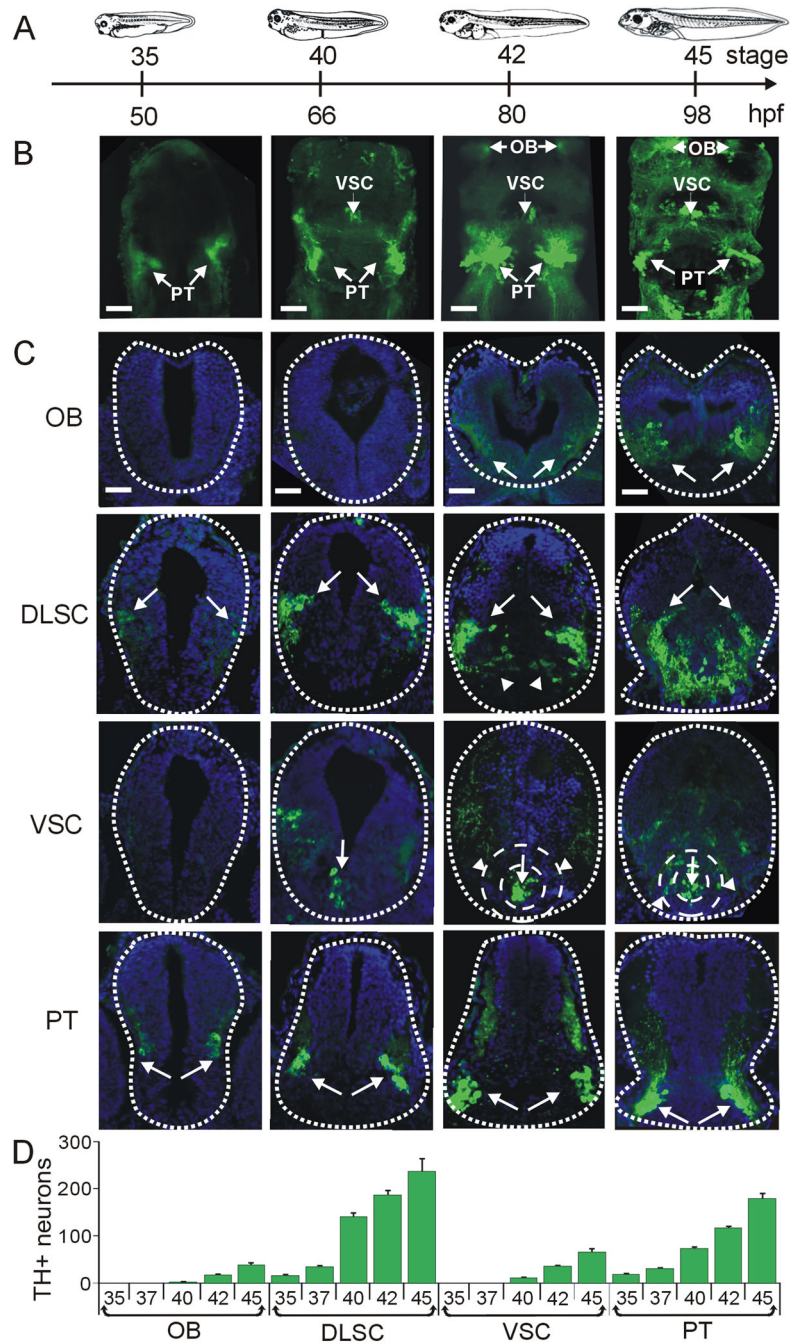 A
35 40 42 45 stage
50 66 80 98 hpf
B
PT
VSC
PT
OB
VSC
PT
OB
VSC
PT
C
OB
DLSC
VSC
PT
D
TH+ neurons
300
200
100
0
35 37 40 42 45 35 37 40 42 45 35 37 40 42 45 35 37 40 42 45
OB DLSC VSC PT